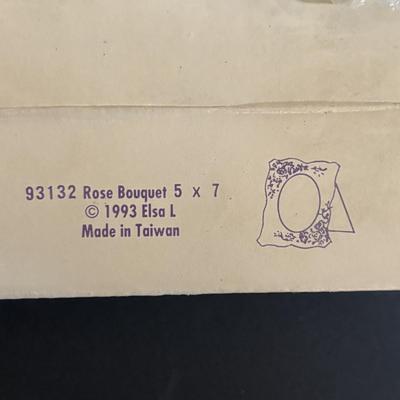 93132 Rose Bouquet 5 x 7
© 1993 Elsa L
Made in Taiwan